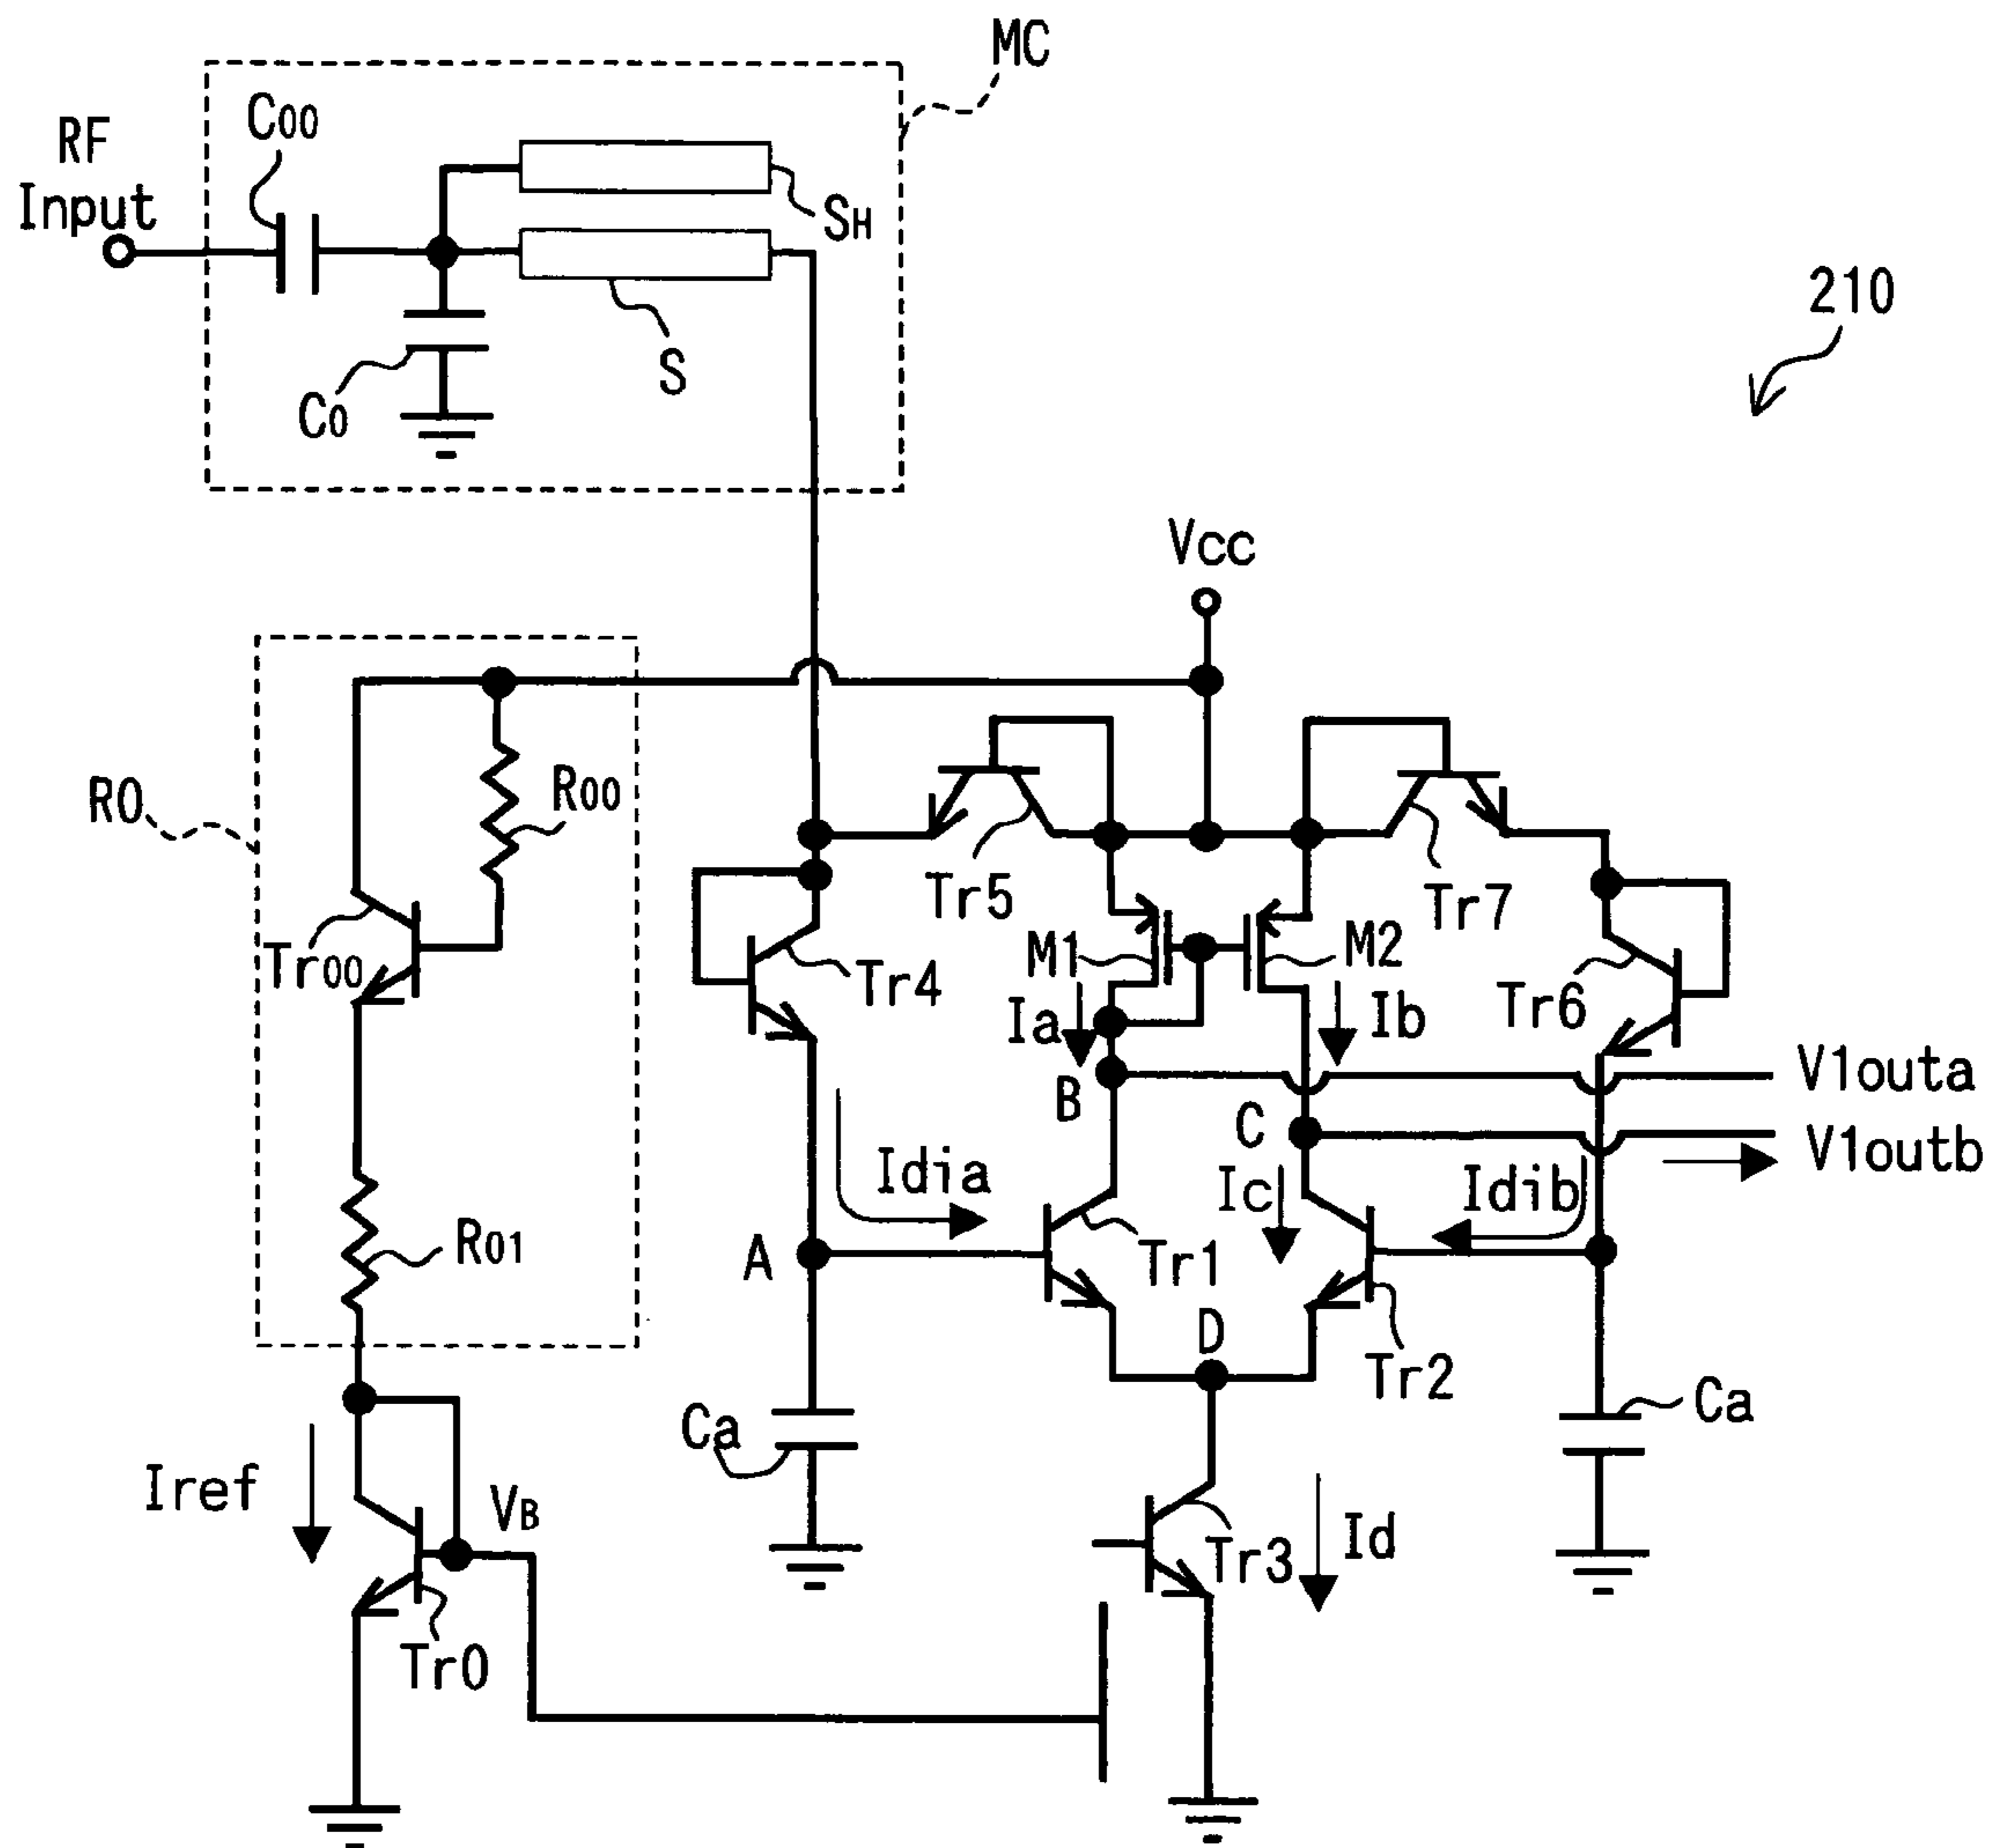 MC
C00
RF
Input
SH
210
S
C0
Vcc
R0
R00
Tr5
Tr7
Tr00
M1
M2
Tr4
Tr6
Ia
Ib
V1outa
B
C
V1outb
Idia
Ic
Idib
R01
A
Tr1
D
Tr2
Ca
Ca
Iref
VB
Tr3
Id
Tr0